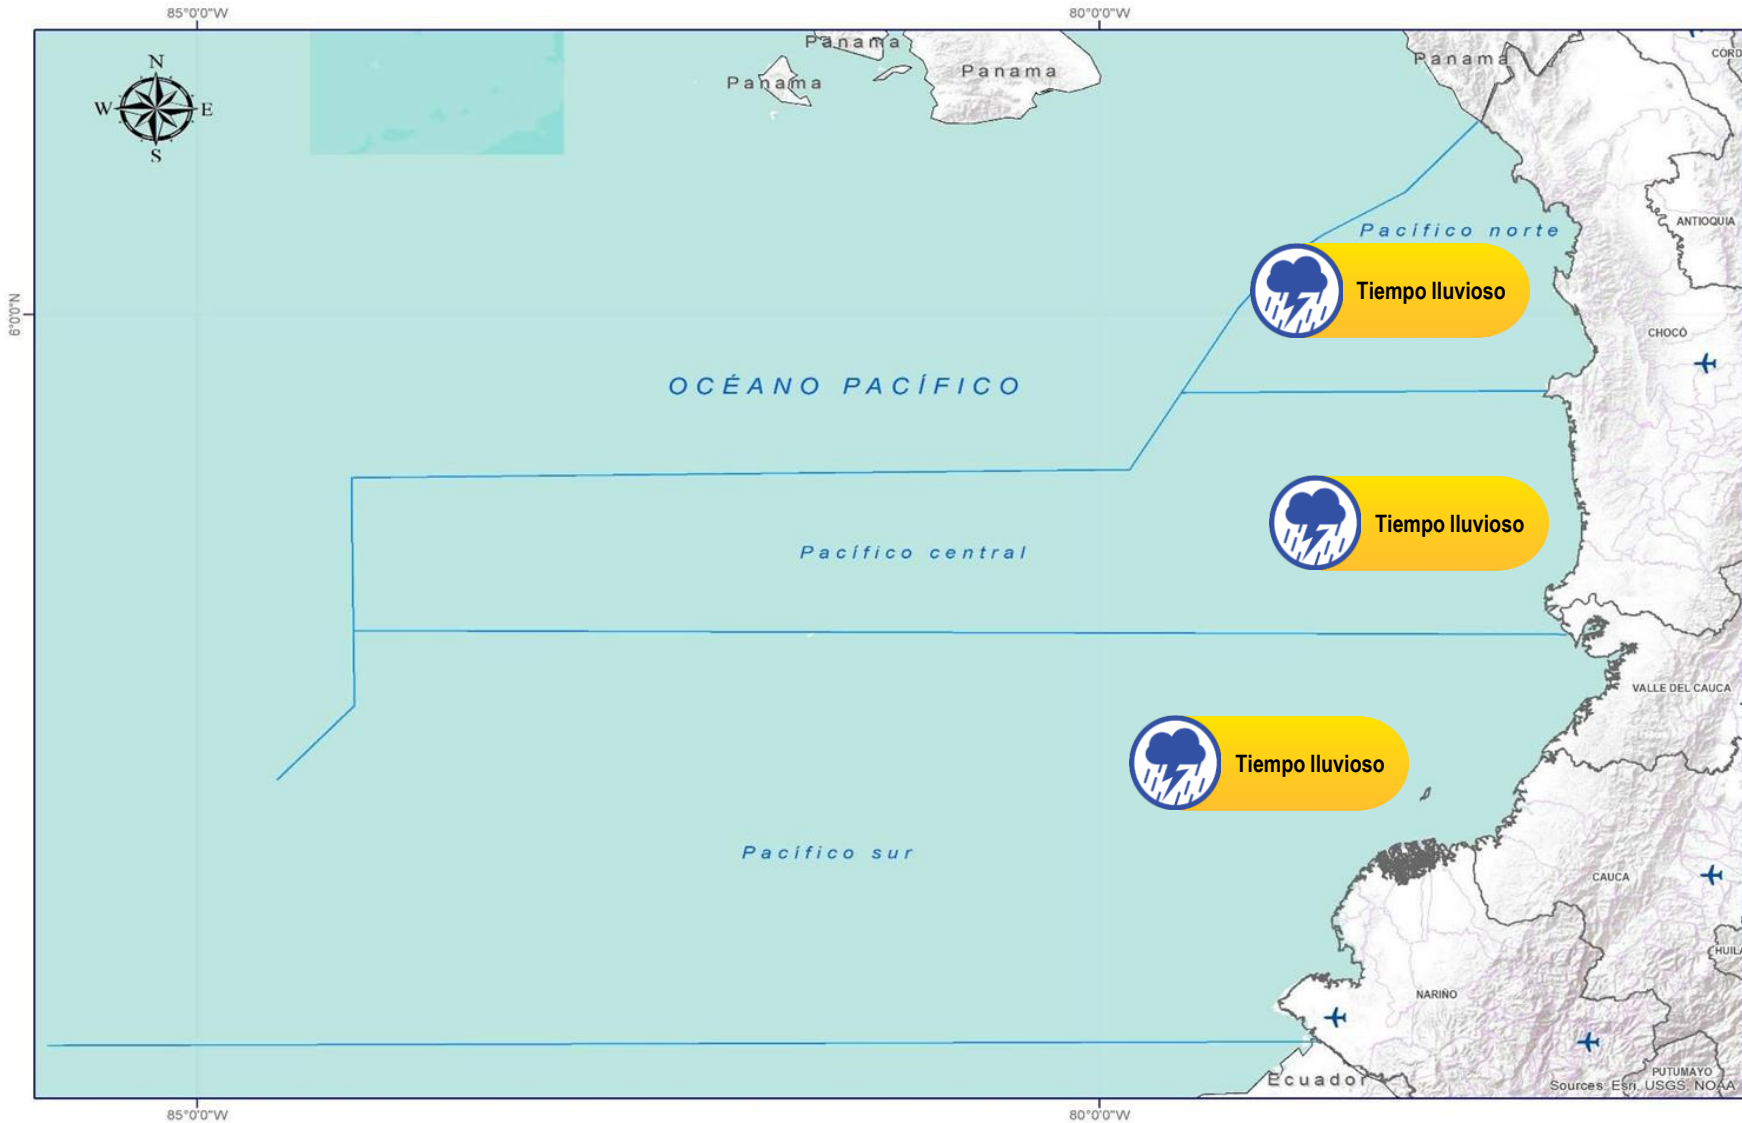 85°0'0"W
80°0'0"W
N
W
E
S
Panama
Panama
Panama
Panama
CÓRD
ANTIOQUIA
Pacífico norte
Tiempo lluvioso
6°0'0"N
CHOCÓ
OCÉANO PACÍFICO
Tiempo lluvioso
Pacífico central
VALLE DEL CAUCA
Tiempo lluvioso
Pacífico sur
CAUCA
HUILA
NARIÑO
PUTUMAYO
Ecuador
Sources: Esri, USGS, NOAA
85°0'0"W
80°0'0"W